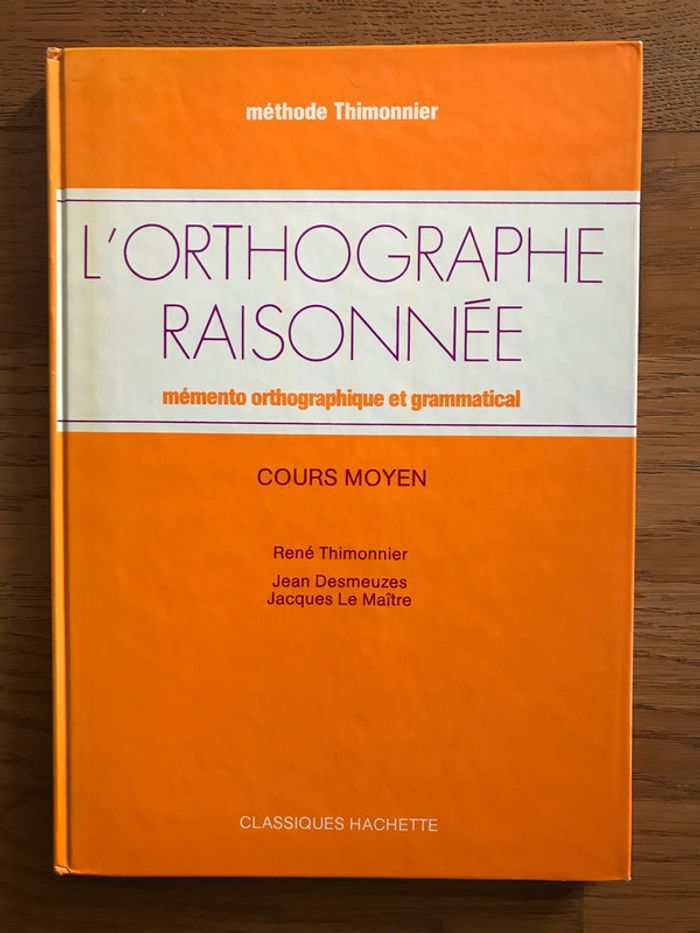 méthode Thimonnier
L'ORTHOGRAPHE
RAISONNÉE
mémento orthographique et grammatical
COURS MOYEN
René Thimonnier
Jean Desmeuzes
Jacques Le Maître
CLASSIQUES HACHETTE